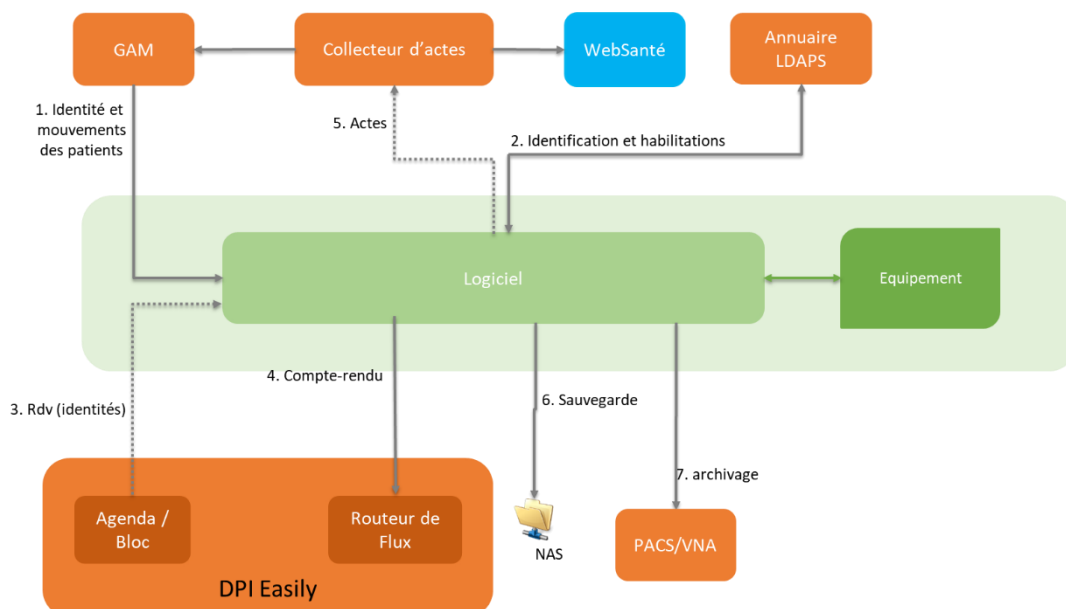 GAM
Collecteur d'actes
WebSanté
Annuaire
LDAPS
1. Identité et
mouvements
des patients
5. Actes
2. Identification et habilitations
Logiciel
Equipement
4. Compte-rendu
3. Rdv (identités)
6. Sauvegarde
7. archivage
Agenda /
Bloc
Routeur de
Flux
NAS
PACS/VNA
DPI Easily